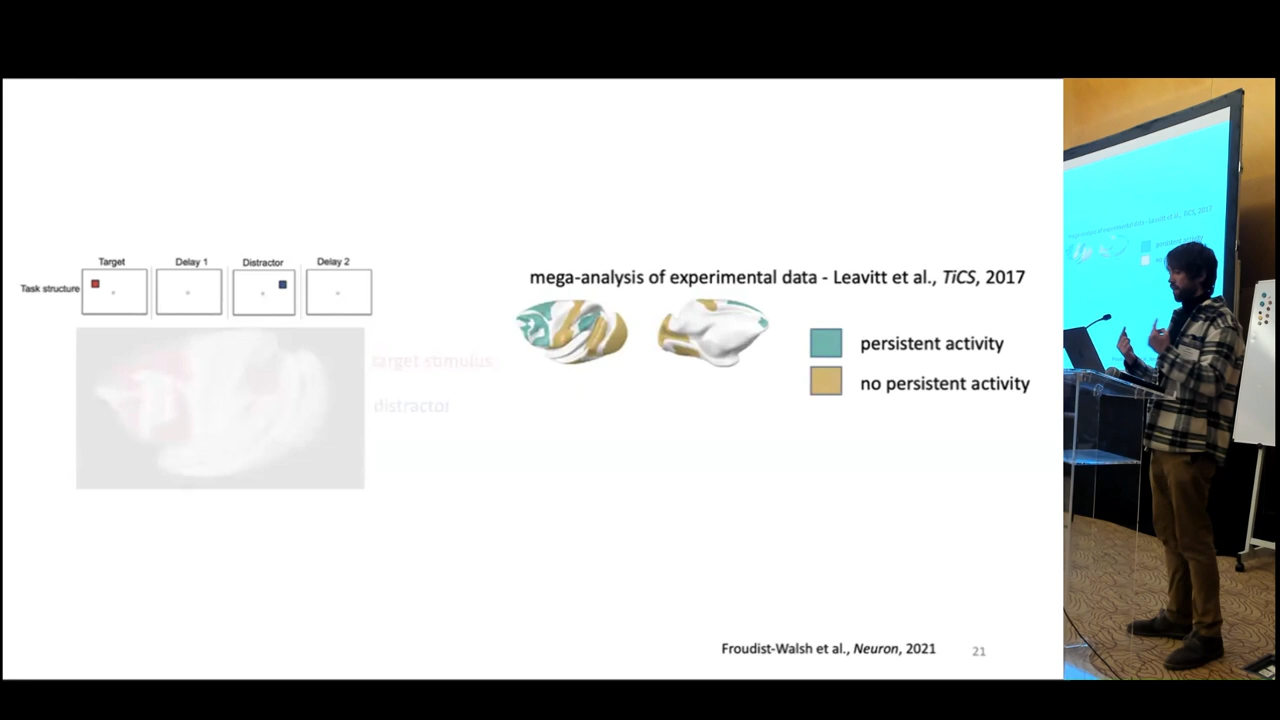 Target
Delay 1
Distractor
Delay 2
Task structure
target stimulus
distractor
mega-analysis of experimental data - Leavitt et al., TiCS, 2017
persistent activity
no persistent activity
Froudist-Walsh et al., Neuron, 2021
21